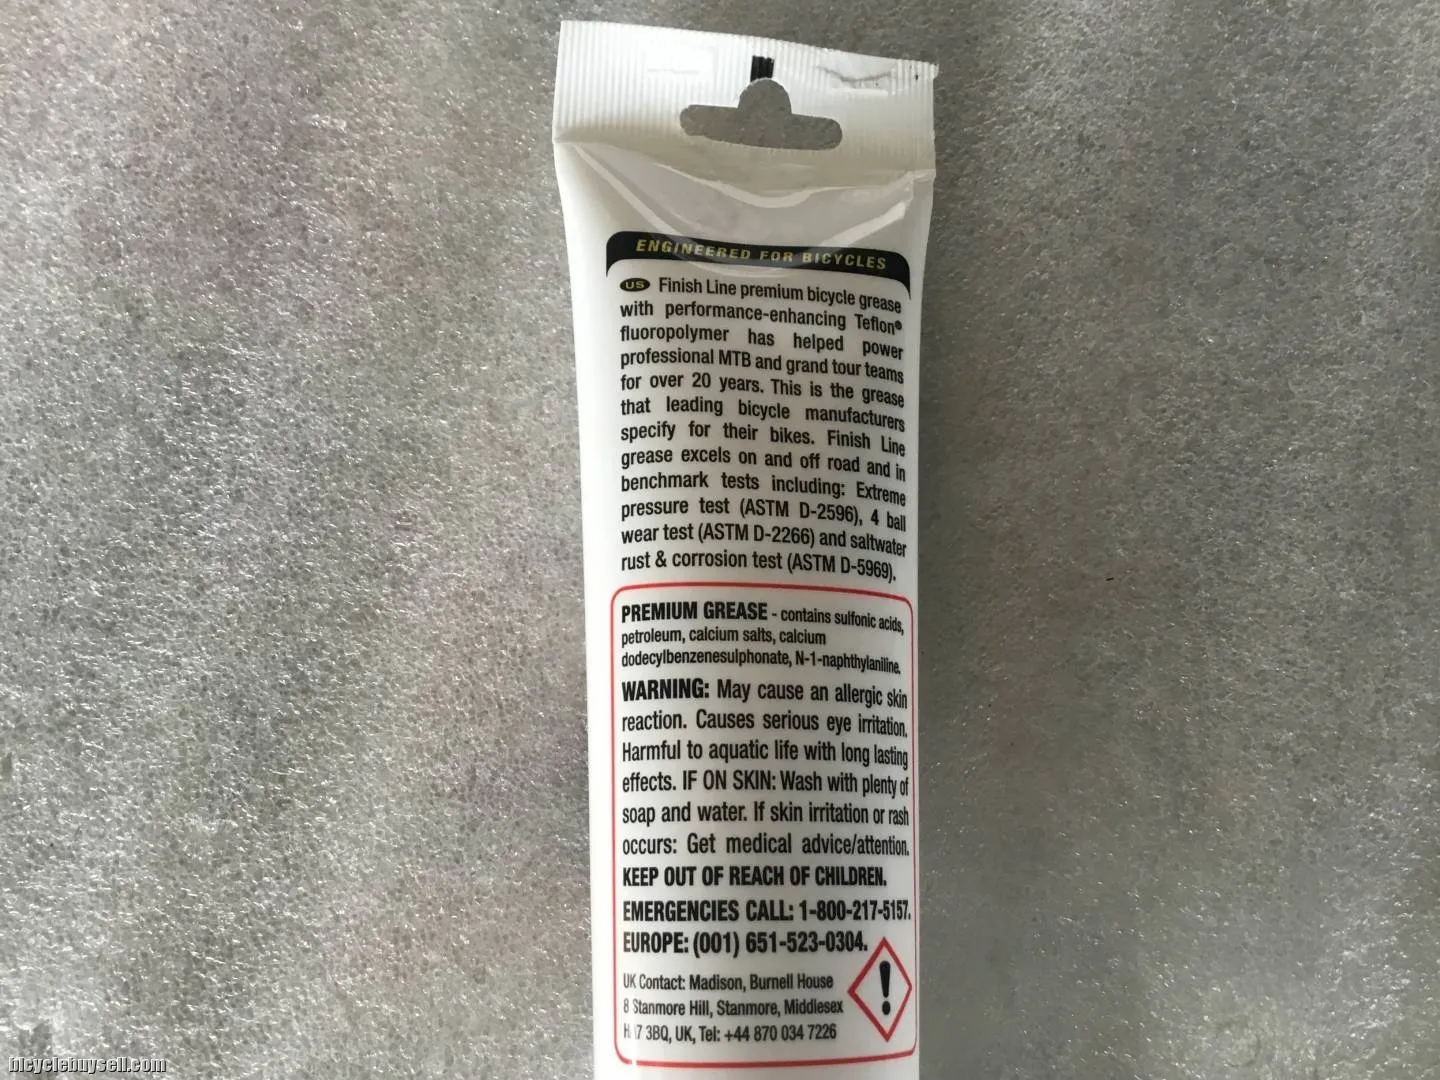 ENGINEERED FOR BICYCLES
US Finish Line premium bicycle grease
with performance-enhancing Teflon®
fluoropolymer has helped power
professional MTB and grand tour teams
for over 20 years. This is the grease
that leading bicycle manufacturers
specify for their bikes. Finish Line
grease excels on and off road and in
benchmark tests including: Extreme
pressure test (ASTM D-2596), 4 ball
wear test (ASTM D-2266) and saltwater
rust & corrosion test (ASTM D-5969).
PREMIUM GREASE - contains sulfonic acids,
petroleum, calcium salts, calcium
dodecylbenzenesulphonate, N-1-naphthylaniline.
WARNING: May cause an allergic skin
reaction. Causes serious eye irritation.
Harmful to aquatic life with long lasting
effects. IF ON SKIN: Wash with plenty of
soap and water. If skin irritation or rash
occurs: Get medical advice/attention.
KEEP OUT OF REACH OF CHILDREN.
EMERGENCIES CALL: 1-800-217-5157.
EUROPE: (001) 651-523-0304.
UK Contact: Madison, Burnell House
8 Stanmore Hill, Stanmore, Middlesex
3BQ, UK, Tel: +44 870 034 7226
bicyclebuysell.com